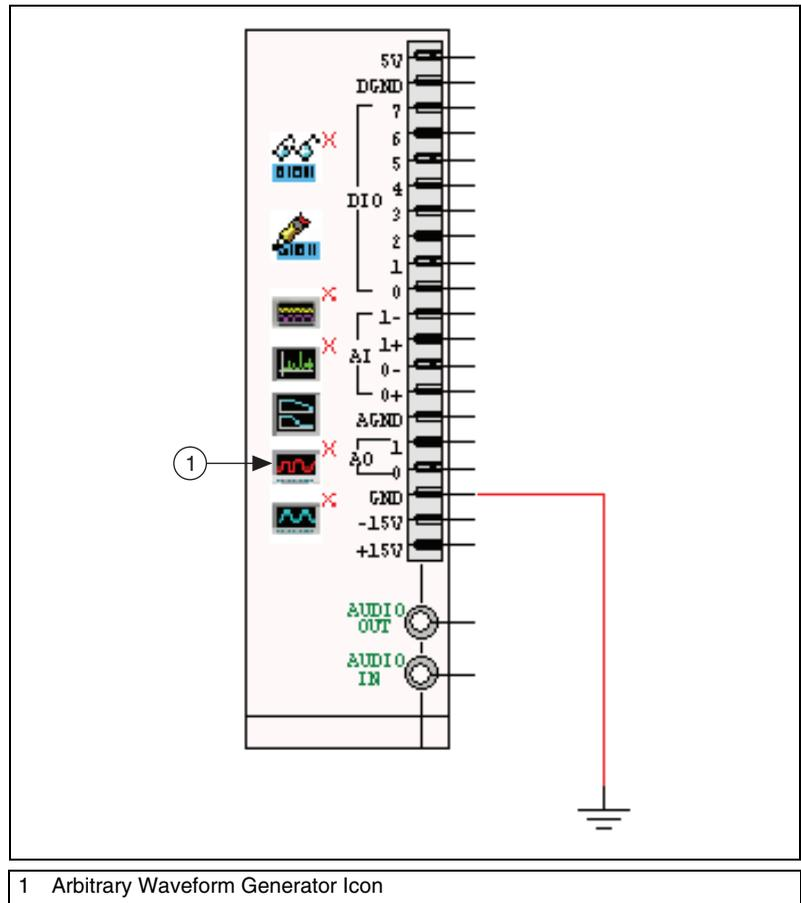 5V
DGND
7
6
5
DIO
4
3
2
1
0
1-
1+
AI
0-
0+
AGND
1
AO
0
GND
-15V
+15V
AUDIO
OUT
AUDIO
IN
1
1 Arbitrary Waveform Generator Icon